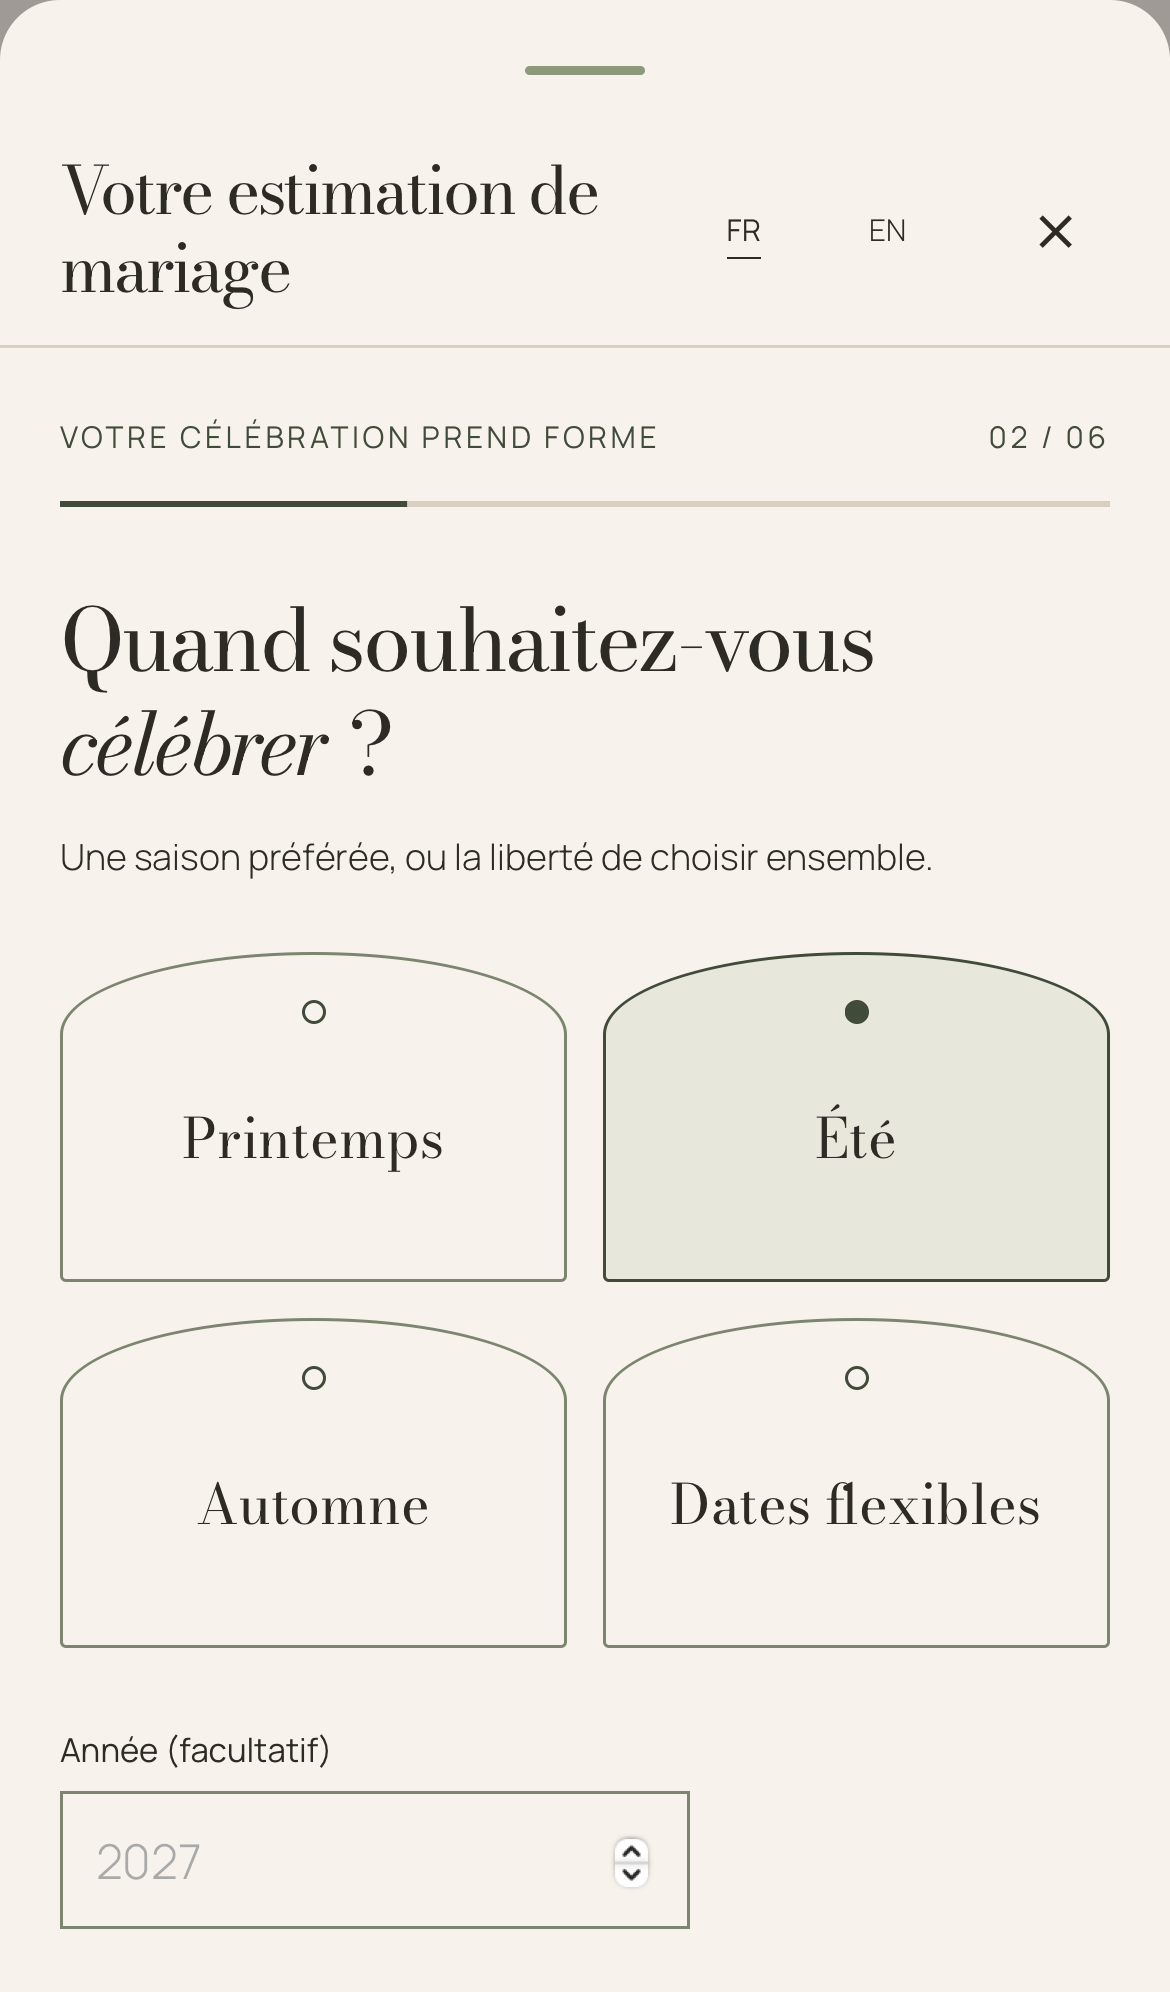 Votre estimation de
mariage
FR
EN
VOTRE CÉLÉBRATION PREND FORME
02 / 06
Quand souhaitez-vous
célébrer ?
Une saison préférée, ou la liberté de choisir ensemble.
Printemps
Été
Automne
Dates flexibles
Année (facultatif)
2027